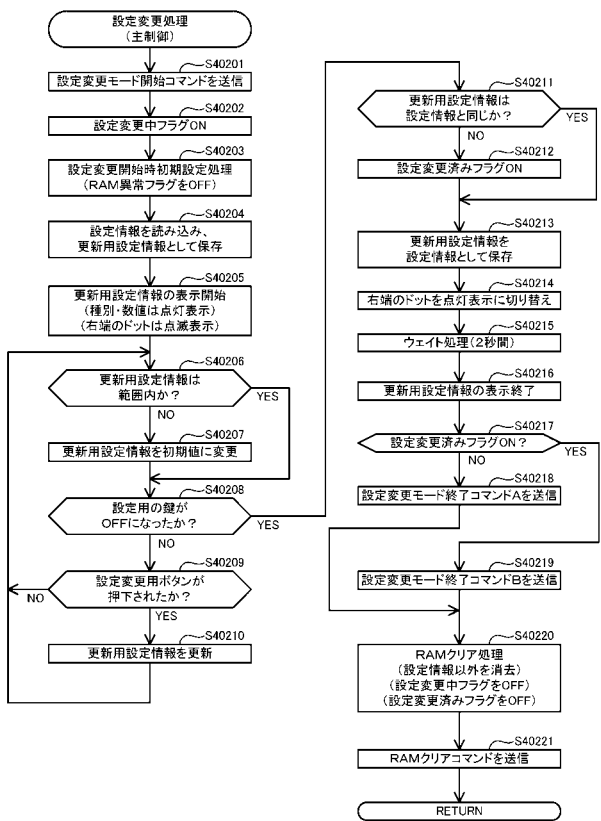 設定変更処理
(主制御)
S40201
設定変更モード開始コマンドを送信
S40202
設定変更中フラグON
S40203
設定変更開始時初期設定処理
(RAM異常フラグをOFF)
S40204
設定情報を読み込み、
更新用設定情報として保存
S40205
更新用設定情報の表示開始
(種別・数値は点灯表示)
(右端のドットは点滅表示)
S40206
更新用設定情報は
範囲内か？
YES
NO
S40207
更新用設定情報を初期値に変更
S40208
設定用の鍵が
OFFになったか？
YES
NO
S40209
設定変更用ボタンが
押下されたか？
NO
YES
S40210
更新用設定情報を更新
S40211
更新用設定情報は
設定情報と同じか？
YES
NO
S40212
設定変更済みフラグON
S40213
更新用設定情報を
設定情報として保存
S40214
右端のドットを点灯表示に切り替え
S40215
ウェイト処理(2秒間)
S40216
更新用設定情報の表示終了
S40217
設定変更済みフラグON？
YES
NO
S40218
設定変更モード終了コマンドAを送信
S40219
設定変更モード終了コマンドBを送信
S40220
RAMクリア処理
(設定情報以外を消去)
(設定変更中フラグをOFF)
(設定変更済みフラグをOFF)
S40221
RAMクリアコマンドを送信
RETURN